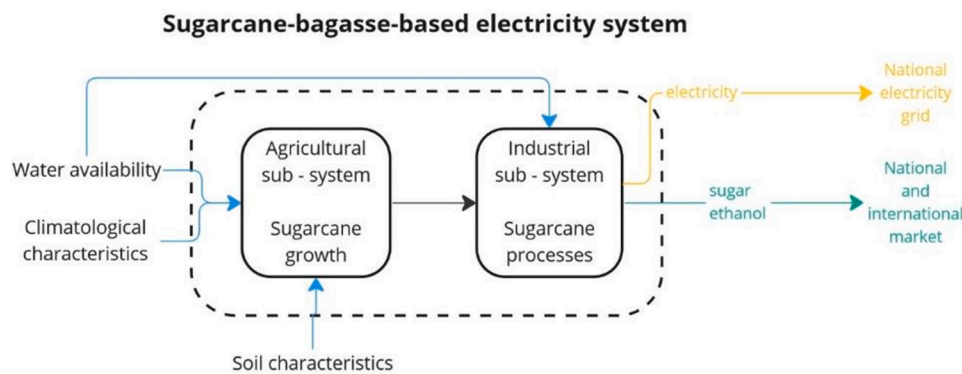 Sugarcane-bagasse-based electricity system
Water availability
Climatological
characteristics
Soil characteristics
Agricultural
sub - system
Sugarcane
growth
Industrial
sub - system
Sugarcane
processes
electricity
sugar
ethanol
National
electricity
grid
National
and
international
market